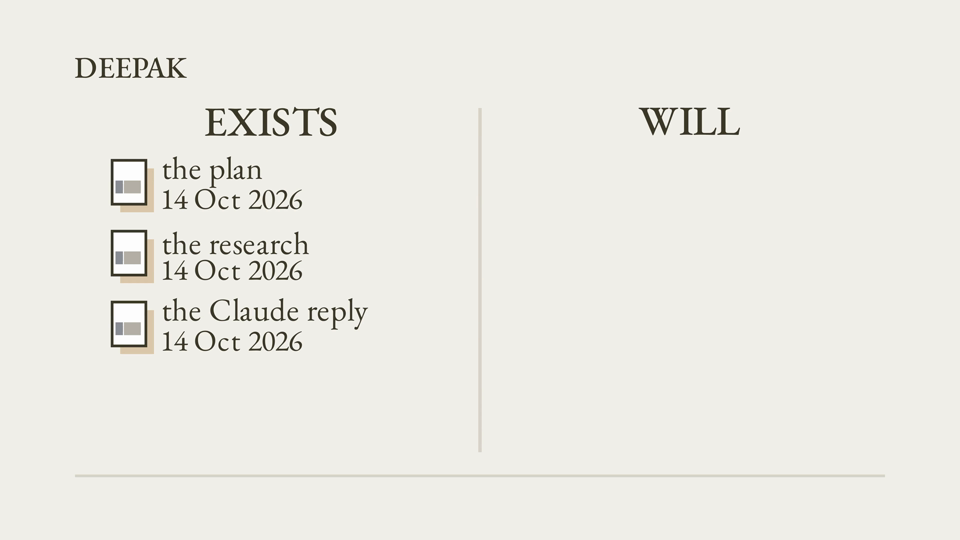 DEEPAK
EXISTS
WILL
the plan
14 Oct 2026
the research
14 Oct 2026
the Claude reply
14 Oct 2026